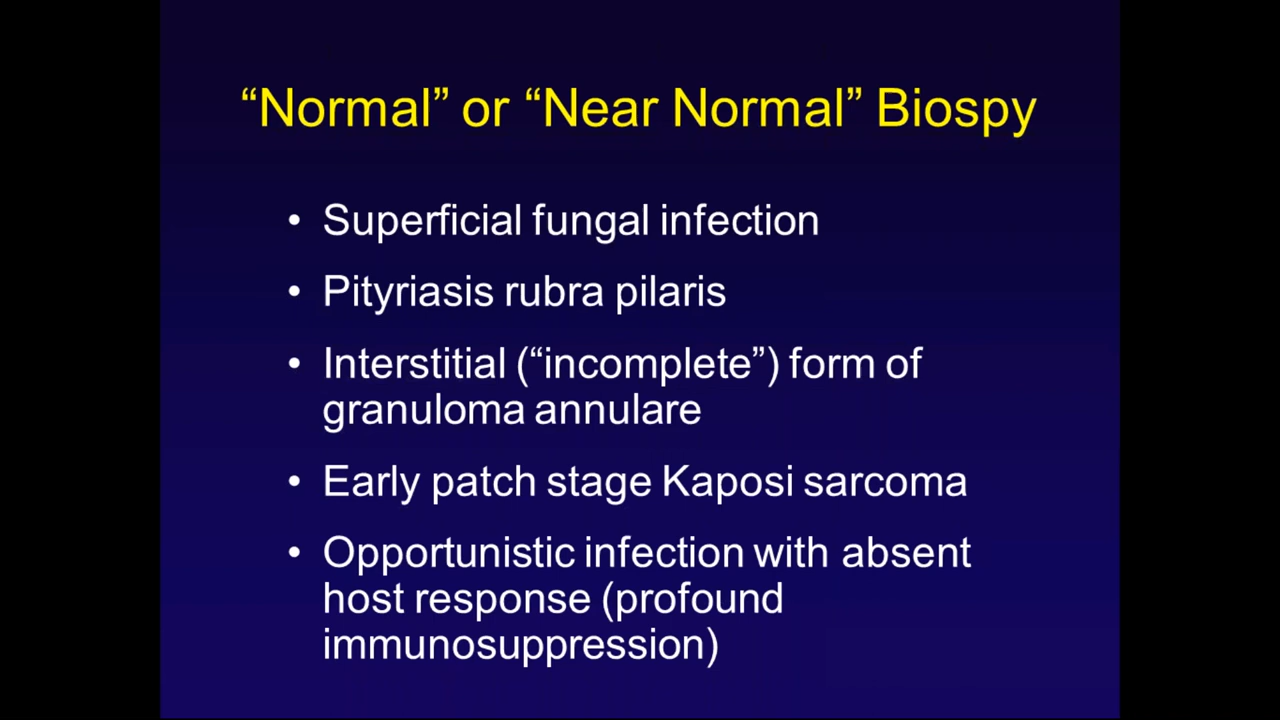 “Normal” or “Near Normal” Biospy
• Superficial fungal infection
• Pityriasis rubra pilaris
• Interstitial (“incomplete”) form of
granuloma annulare
• Early patch stage Kaposi sarcoma
• Opportunistic infection with absent
host response (profound
immunosuppression)